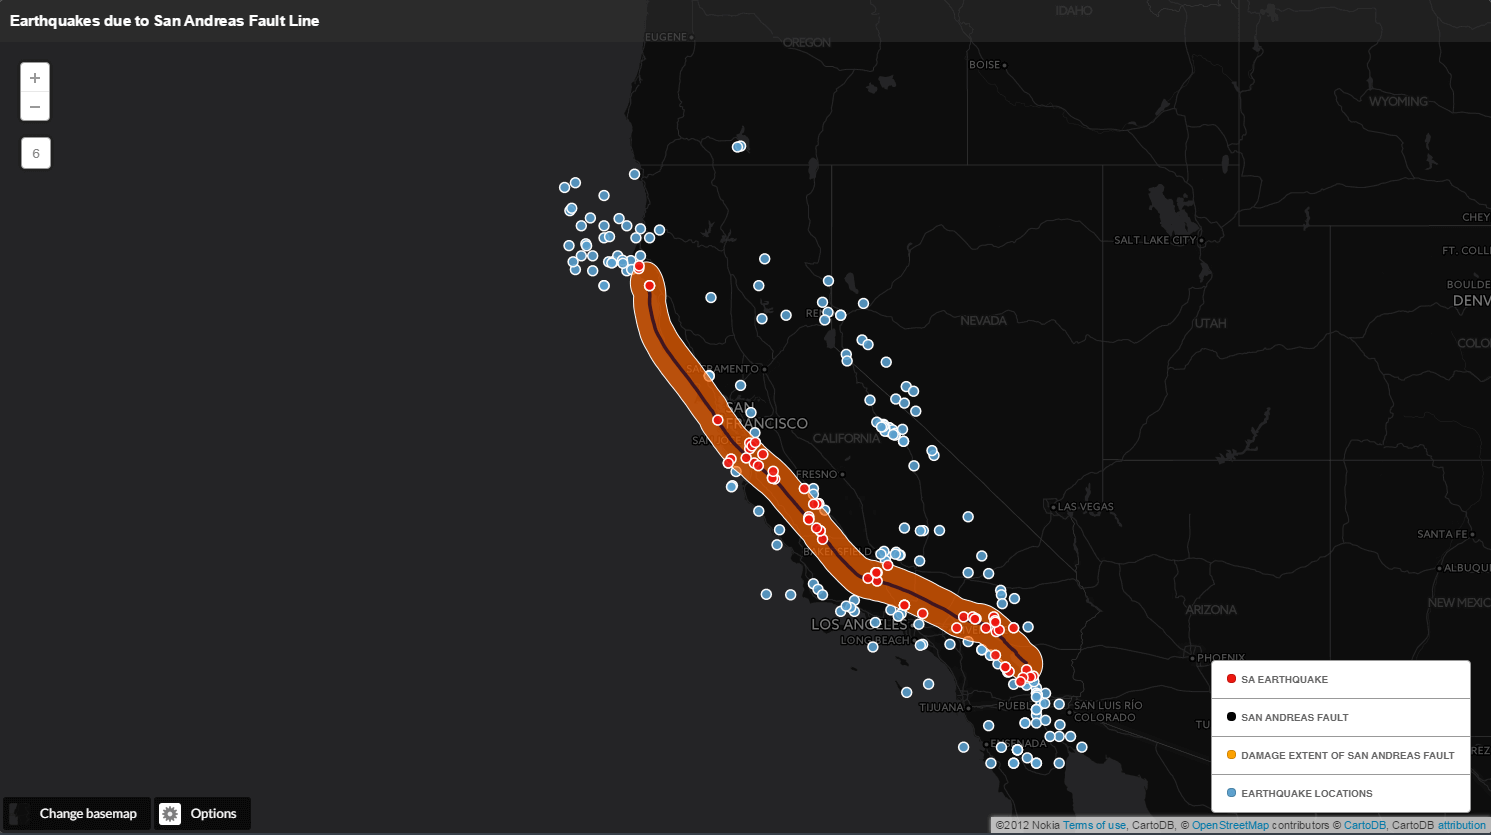 Earthquakes due to San Andreas Fault Line
IDAHO
EUGENE
OREGON
+
BOISE
−
WYOMING
6
CHEY
SALT LAKE CITY
FT. COLL
BOULDE
DENV
NEVADA
UTAH
COLO
SACRAMENTO
SAN
FRANCISCO
CALIFORNIA
SAN JOSE
FRESNO
LAS VEGAS
SANTA FE
BAKERSFIELD
ALBUQU
NEW MEXIC
ARIZONA
LOS ANGELES
LONG BEACH
PHOENIX
SA EARTHQUAKE
TIJUANA
PUEBL
SAN LUIS RÍO
COLORADO
SAN ANDREAS FAULT
TU
ENSENADA
DAMAGE EXTENT OF SAN ANDREAS FAULT
REZ
EARTHQUAKE LOCATIONS
Change basemap
Options
©2012 Nokia Terms of use, CartoDB, © OpenStreetMap contributors © CartoDB, CartoDB attribution